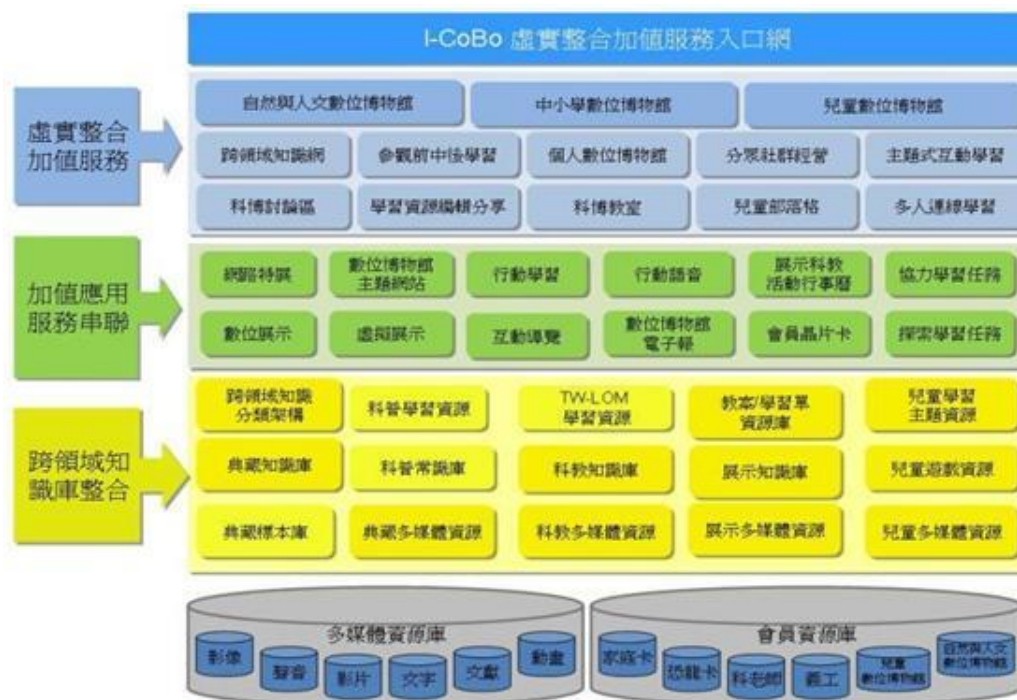 I-CoBo 虛實整合加值服務入口網
虛實整合
加值服務
自然與人文數位博物館
中小學數位博物館
兒童數位博物館
跨領域知識網
參觀前中後學習
個人數位博物館
分眾社群經營
主題式互動學習
科博討論區
學習資源編輯分享
科博教室
兒童部落格
多人連線學習
加值應用
服務串聯
網路特展
數位博物館
主題網站
行動學習
行動語音
展示科教
活動行事曆
協力學習任務
數位展示
虛擬展示
互動導覽
數位博物館
電子報
會員晶片卡
探索學習任務
跨領域知
識庫整合
跨領域知識
分類架構
科普學習資源
TW-LOM
學習資源
教案/學習單
資源庫
兒童學習
主題資源
典藏知識庫
科普常識庫
科教知識庫
展示知識庫
兒童遊戲資源
典藏標本庫
典藏多媒體資源
科教多媒體資源
展示多媒體資源
兒童多媒體資源
多媒體資源庫
影像
聲音
影片
文字
文獻
動畫
會員資源庫
家庭卡
恐龍卡
科老師
義工
兒童
數位博物館
自然與人文
數位博物館